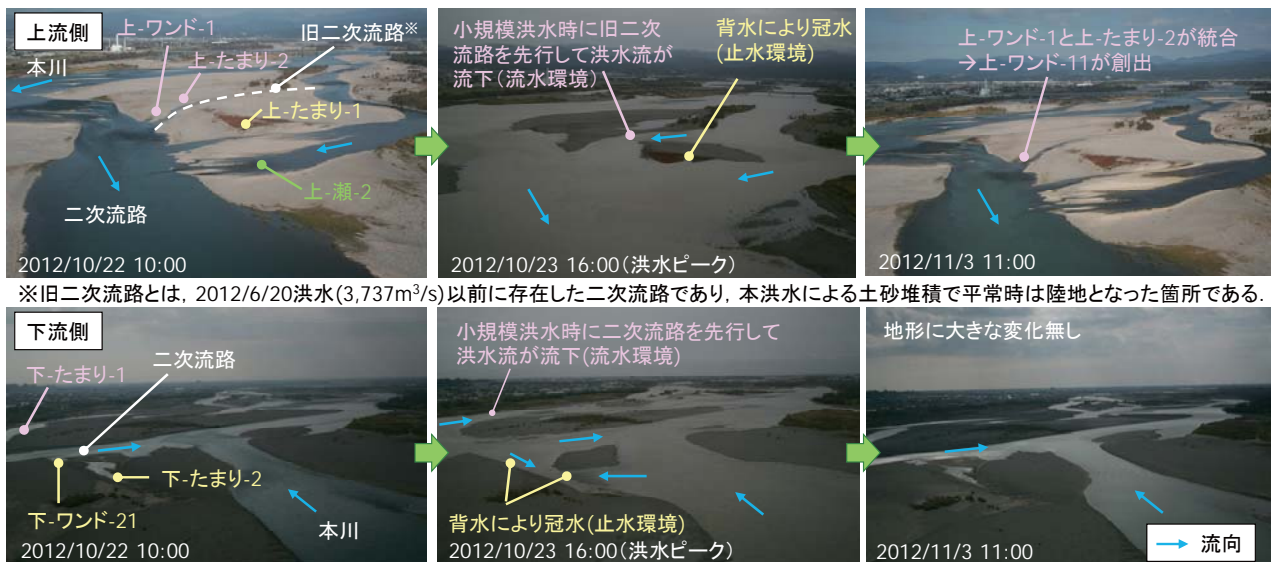 上流側
上-ワンド-1
旧二次流路※
本川
上-たまり-2
上-たまり-1
上-瀬-2
二次流路
2012/10/22 10:00
小規模洪水時に旧二次
流路を先行して洪水流が
流下(流水環境)
背水により冠水
(止水環境)
2012/10/23 16:00(洪水ピーク)
上-ワンド-1と上-たまり-2が統合
→上-ワンド-11が創出
2012/11/3 11:00
※旧二次流路とは，2012/6/20洪水(3,737m³/s)以前に存在した二次流路であり，本洪水による土砂堆積で平常時は陸地となった箇所である．
下流側
二次流路
下-たまり-1
下-たまり-2
下-ワンド-21
本川
2012/10/22 10:00
小規模洪水時に二次流路を先行して
洪水流が流下(流水環境)
背水により冠水(止水環境)
2012/10/23 16:00(洪水ピーク)
地形に大きな変化無し
流向
2012/11/3 11:00